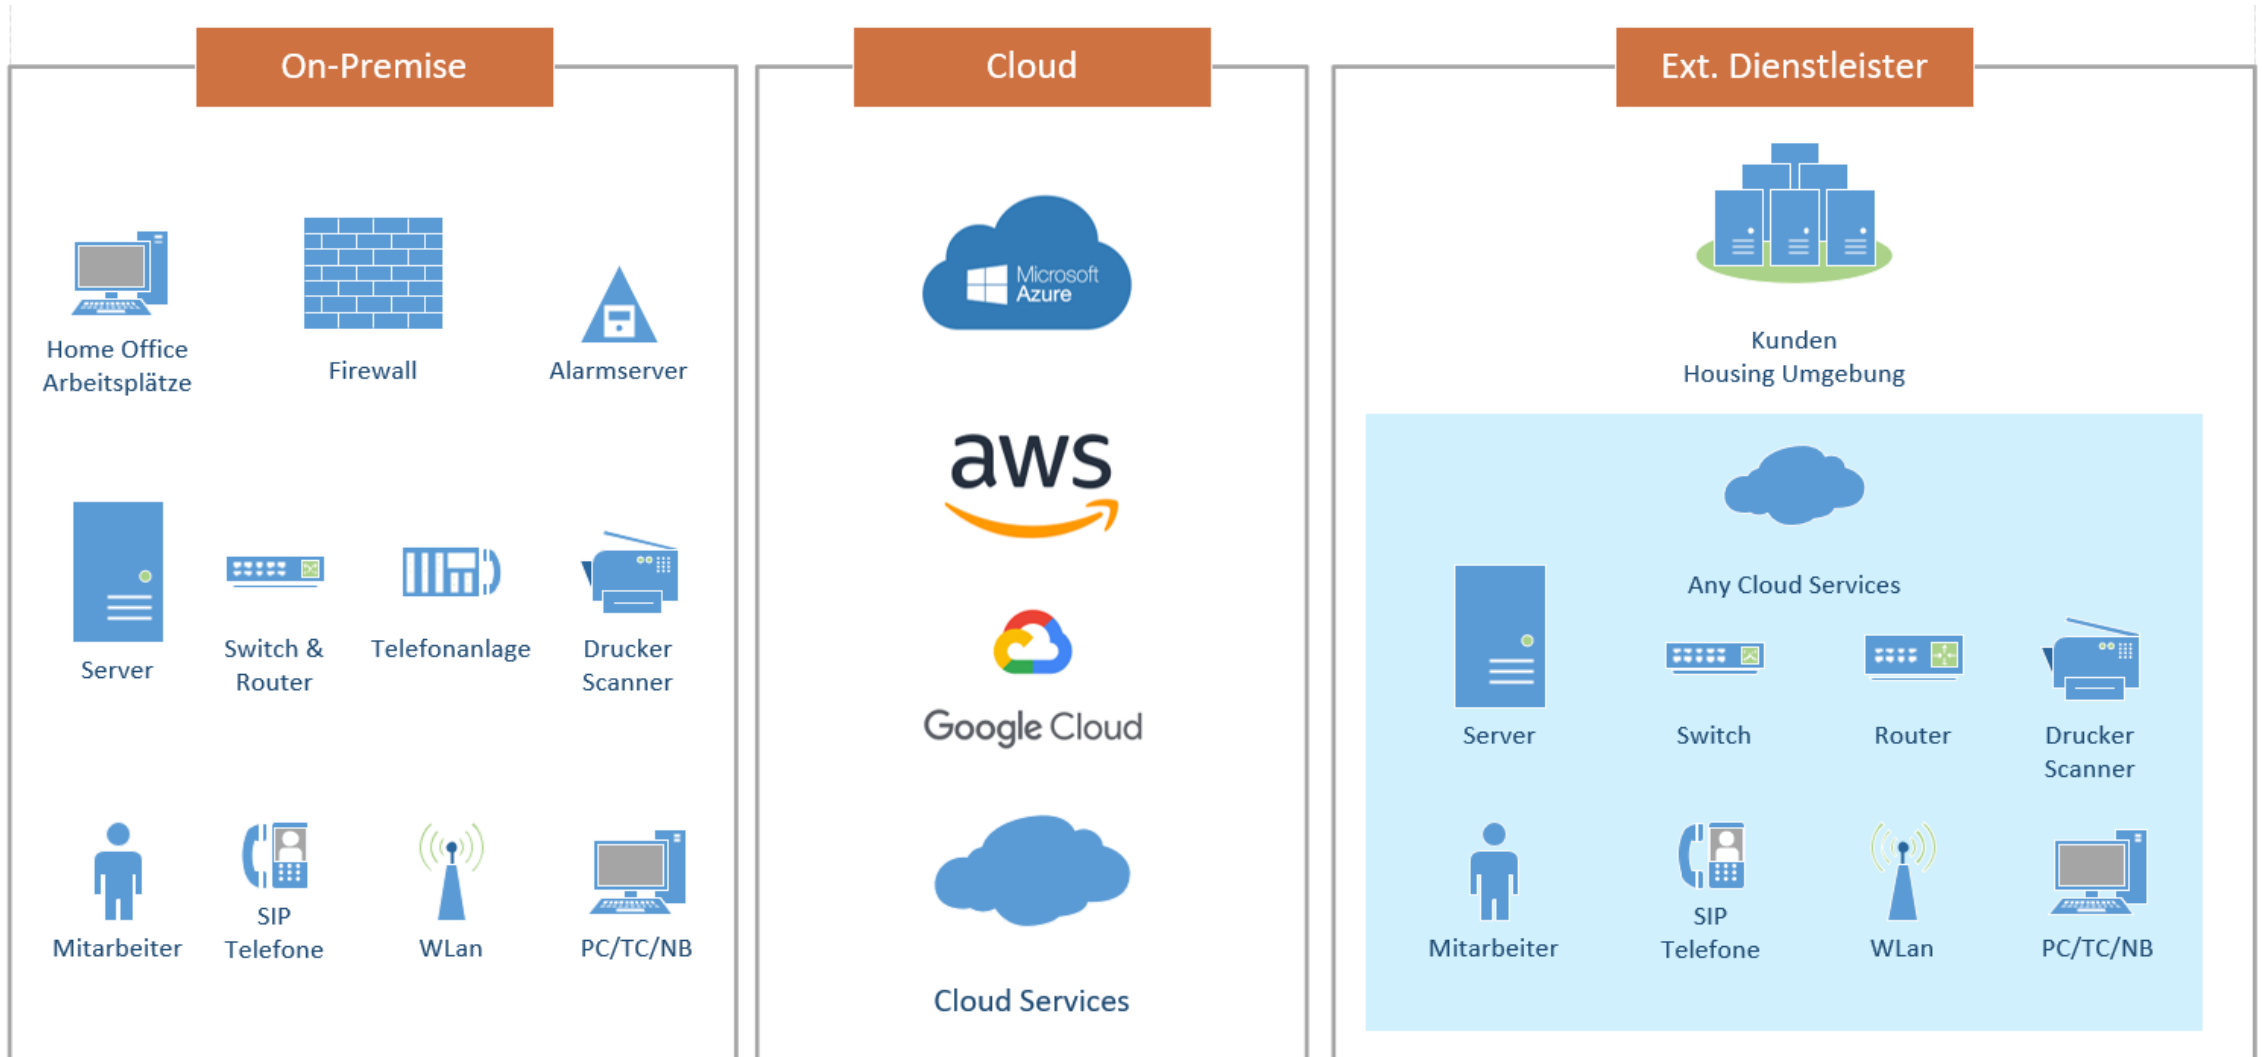 On-Premise
Home Office
Arbeitsplätze
Firewall
Alarmserver
Server
Switch &
Router
Telefonanlage
Drucker
Scanner
Mitarbeiter
SIP
Telefone
WLan
PC/TC/NB
Cloud
Microsoft
Azure
aws
Google Cloud
Cloud Services
Ext. Dienstleister
Kunden
Housing Umgebung
Any Cloud Services
Server
Switch
Router
Drucker
Scanner
Mitarbeiter
SIP
Telefone
WLan
PC/TC/NB